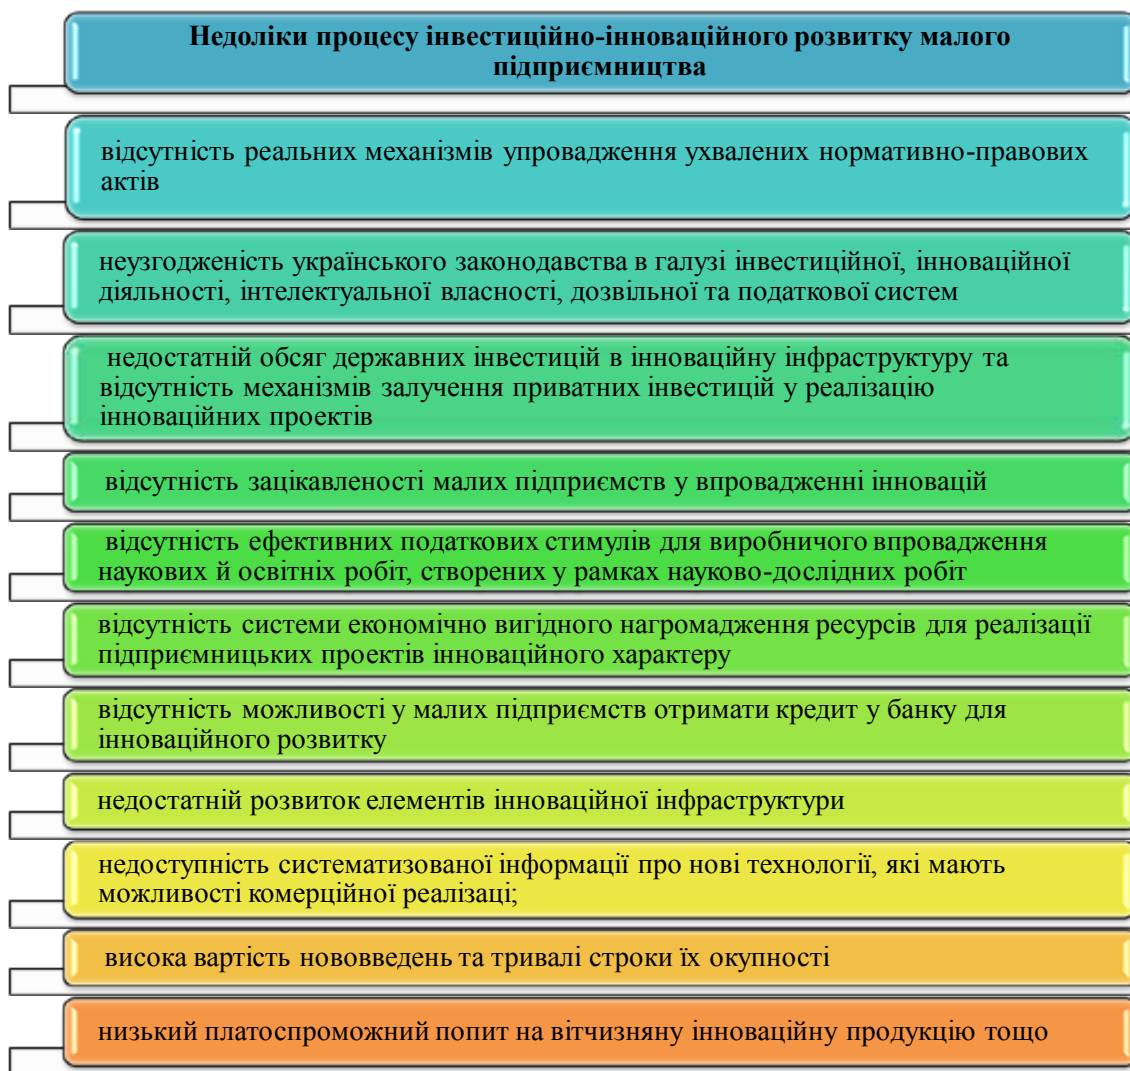 Недоліки процесу інвестиційно-інноваційного розвитку малого
підприємництва
відсутність реальних механізмів упровадження ухвалених нормативно-правових
актів
неузгодженість українського законодавства в галузі інвестиційної, інноваційної
діяльності, інтелектуальної власності, дозвільної та податкової систем
недостатній обсяг державних інвестицій в інноваційну інфраструктуру та
відсутність механізмів залучення приватних інвестицій у реалізацію
інноваційних проектів
відсутність зацікавленості малих підприємств у впровадженні інновацій
відсутність ефективних податкових стимулів для виробничого впровадження
наукових й освітніх робіт, створених у рамках науково-дослідних робіт
відсутність системи економічно вигідного нагромадження ресурсів для реалізації
підприємницьких проектів інноваційного характеру
відсутність можливості у малих підприємств отримати кредит у банку для
інноваційного розвитку
недостатній розвиток елементів інноваційної інфраструктури
недоступність систематизованої інформації про нові технології, які мають
можливості комерційної реалізаці;
висока вартість нововведень та тривалі строки їх окупності
низький платоспроможний попит на вітчизняну інноваційну продукцію тощо